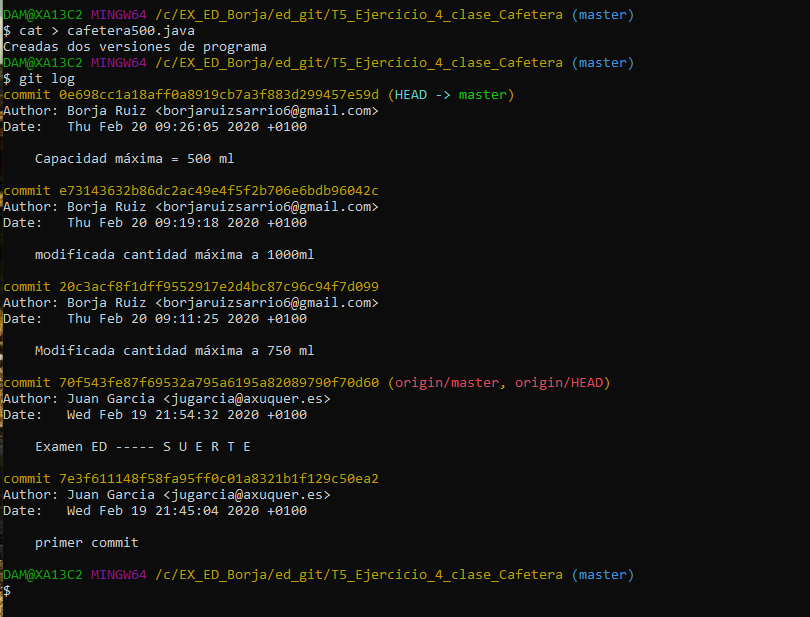 DAM@XA13C2 MINGW64 /c/EX_ED_Borja/ed_git/T5_Ejercicio_4_clase_Cafetera (master)
$ cat > cafetera500.java
Creadas dos versiones de programa
DAM@XA13C2 MINGW64 /c/EX_ED_Borja/ed_git/T5_Ejercicio_4_clase_Cafetera (master)
$ git log
commit 0e698cc1a18aff0a8919cb7a3f883d299457e59d (HEAD -> master)
Author: Borja Ruiz <borjaruizsarrio6@gmail.com>
Date:   Thu Feb 20 09:26:05 2020 +0100
    Capacidad máxima = 500 ml
commit e73143632b86dc2ac49e4f5f2b706e6bdb96042c
Author: Borja Ruiz <borjaruizsarrio6@gmail.com>
Date:   Thu Feb 20 09:19:18 2020 +0100
    modificada cantidad máxima a 1000ml
commit 20c3acf8f1dff9552917e2d4bc87c96c94f7d099
Author: Borja Ruiz <borjaruizsarrio6@gmail.com>
Date:   Thu Feb 20 09:11:25 2020 +0100
    Modificada cantidad máxima a 750 ml
commit 70f543fe87f69532a795a6195a82089790f70d60 (origin/master, origin/HEAD)
Author: Juan Garcia <jugarcia@axuquer.es>
Date:   Wed Feb 19 21:54:32 2020 +0100
    Examen ED ----- S U E R T E
commit 7e3f611148f58fa95ff0c01a8321b1f129c50ea2
Author: Juan Garcia <jugarcia@axuquer.es>
Date:   Wed Feb 19 21:45:04 2020 +0100
    primer commit
DAM@XA13C2 MINGW64 /c/EX_ED_Borja/ed_git/T5_Ejercicio_4_clase_Cafetera (master)
$